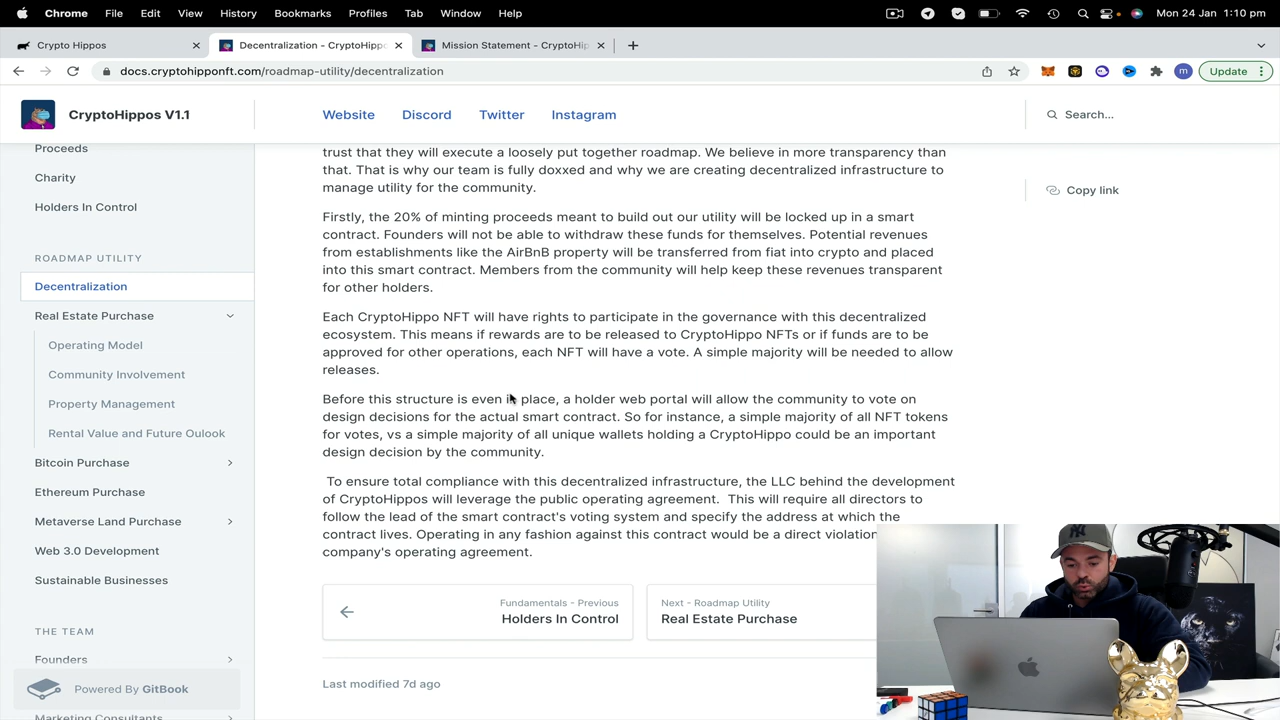 Chrome File Edit View History Bookmarks Profiles Tab Window Help Mon 24 Jan 1:10 pm
Crypto Hippos Decentralization - CryptoHippo Mission Statement - CryptoHip
docs.cryptohipponft.com/roadmap-utility/decentralization m Update
CryptoHippos V1.1 Website Discord Twitter Instagram Search...
Proceeds
Charity
Holders In Control
ROADMAP UTILITY
Decentralization
Real Estate Purchase
Operating Model
Community Involvement
Property Management
Rental Value and Future Oulook
Bitcoin Purchase
Ethereum Purchase
Metaverse Land Purchase
Web 3.0 Development
Sustainable Businesses
THE TEAM
Founders
Powered By GitBook
Marketing Consultants
trust that they will execute a loosely put together roadmap. We believe in more transparency than
that. That is why our team is fully doxxed and why we are creating decentralized infrastructure to
manage utility for the community.
Firstly, the 20% of minting proceeds meant to build out our utility will be locked up in a smart
contract. Founders will not be able to withdraw these funds for themselves. Potential revenues
from establishments like the AirBnB property will be transferred from fiat into crypto and placed
into this smart contract. Members from the community will help keep these revenues transparent
for other holders.
Each CryptoHippo NFT will have rights to participate in the governance with this decentralized
ecosystem. This means if rewards are to be released to CryptoHippo NFTs or if funds are to be
approved for other operations, each NFT will have a vote. A simple majority will be needed to allow
releases.
Before this structure is even in place, a holder web portal will allow the community to vote on
design decisions for the actual smart contract. So for instance, a simple majority of all NFT tokens
for votes, vs a simple majority of all unique wallets holding a CryptoHippo could be an important
design decision by the community.
To ensure total compliance with this decentralized infrastructure, the LLC behind the development
of CryptoHippos will leverage the public operating agreement. This will require all directors to
follow the lead of the smart contract's voting system and specify the address at which the
contract lives. Operating in any fashion against this contract would be a direct violation
company's operating agreement.
Fundamentals - Previous
Holders In Control
Next - Roadmap Utility
Real Estate Purchase
Last modified 7d ago
Copy link